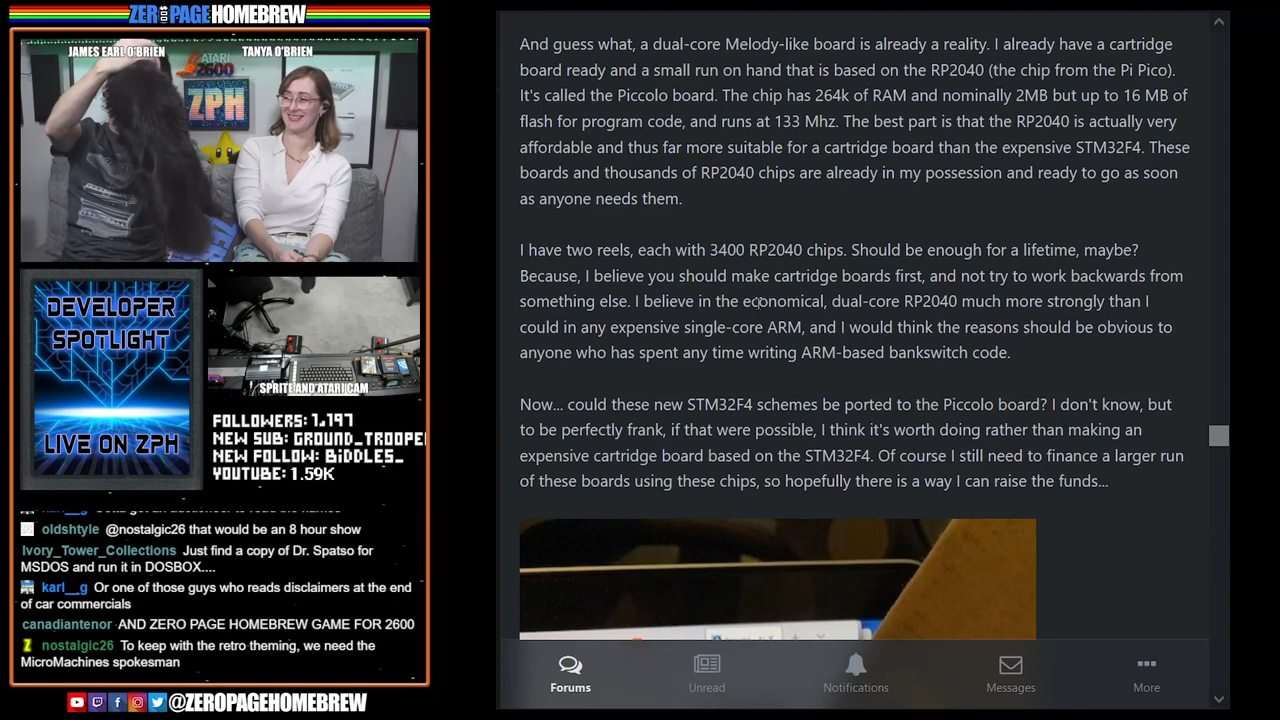 ZERO PAGE HOMEBREW
JAMES EARL O'BRIEN
TANYA O'BRIEN
ATARI
2600
ZPH
DEVELOPER
SPOTLIGHT
LIVE ON ZPH
SPRITE AND ATARI CAM
FOLLOWERS: 1,197
NEW SUB: GROUND_TROOPER
NEW FOLLOW: BIDDLES_
YOUTUBE: 1.59K
oldshtyle @nostalgic26 that would be an 8 hour show
Ivory_Tower_Collections Just find a copy of Dr. Spatso for
MSDOS and run it in DOSBOX....
karl__g Or one of those guys who reads disclaimers at the end
of car commercials
canadiantenor AND ZERO PAGE HOMEBREW GAME FOR 2600
nostalgic26 To keep with the retro theming, we need the
MicroMachines spokesman
@ZEROPAGEHOMEBREW
And guess what, a dual-core Melody-like board is already a reality. I already have a cartridge
board ready and a small run on hand that is based on the RP2040 (the chip from the Pi Pico).
It's called the Piccolo board. The chip has 264k of RAM and nominally 2MB but up to 16 MB of
flash for program code, and runs at 133 Mhz. The best part is that the RP2040 is actually very
affordable and thus far more suitable for a cartridge board than the expensive STM32F4. These
boards and thousands of RP2040 chips are already in my possession and ready to go as soon
as anyone needs them.
I have two reels, each with 3400 RP2040 chips. Should be enough for a lifetime, maybe?
Because, I believe you should make cartridge boards first, and not try to work backwards from
something else. I believe in the economical, dual-core RP2040 much more strongly than I
could in any expensive single-core ARM, and I would think the reasons should be obvious to
anyone who has spent any time writing ARM-based bankswitch code.
Now... could these new STM32F4 schemes be ported to the Piccolo board? I don't know, but
to be perfectly frank, if that were possible, I think it's worth doing rather than making an
expensive cartridge board based on the STM32F4. Of course I still need to finance a larger run
of these boards using these chips, so hopefully there is a way I can raise the funds...
Forums
Unread
Notifications
Messages
More